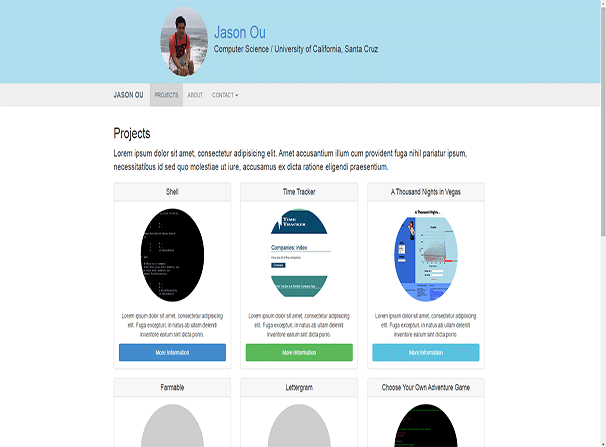 Jason Ou
Computer Science / University of California, Santa Cruz
JASON OU PROJECTS ABOUT CONTACT
Projects
Lorem ipsum dolor sit amet, consectetur adipisicing elit. Amet accusantium illum cum provident fuga nihil pariatur ipsum,
necessitatibus id sed quo molestiae ut iure, accusamus ex dicta ratione eligendi praesentium.
Shell
Lorem ipsum dolor sit amet, consectetur adipisicing
elit. Fuga excepturi, in natus ab ullam deleniti
inventore earum sint dicta porro.
More Information
Time Tracker
TIME
TRACKER
Companies: index
Lorem ipsum dolor sit amet, consectetur adipisicing
elit. Fuga excepturi, in natus ab ullam deleniti
inventore earum sint dicta porro.
More Information
A Thousand Nights in Vegas
A Thousand Nights ..
Lorem ipsum dolor sit amet, consectetur adipisicing
elit. Fuga excepturi, in natus ab ullam deleniti
inventore earum sint dicta porro.
More Information
Farmable
Lettergram
Choose Your Own Adventure Game